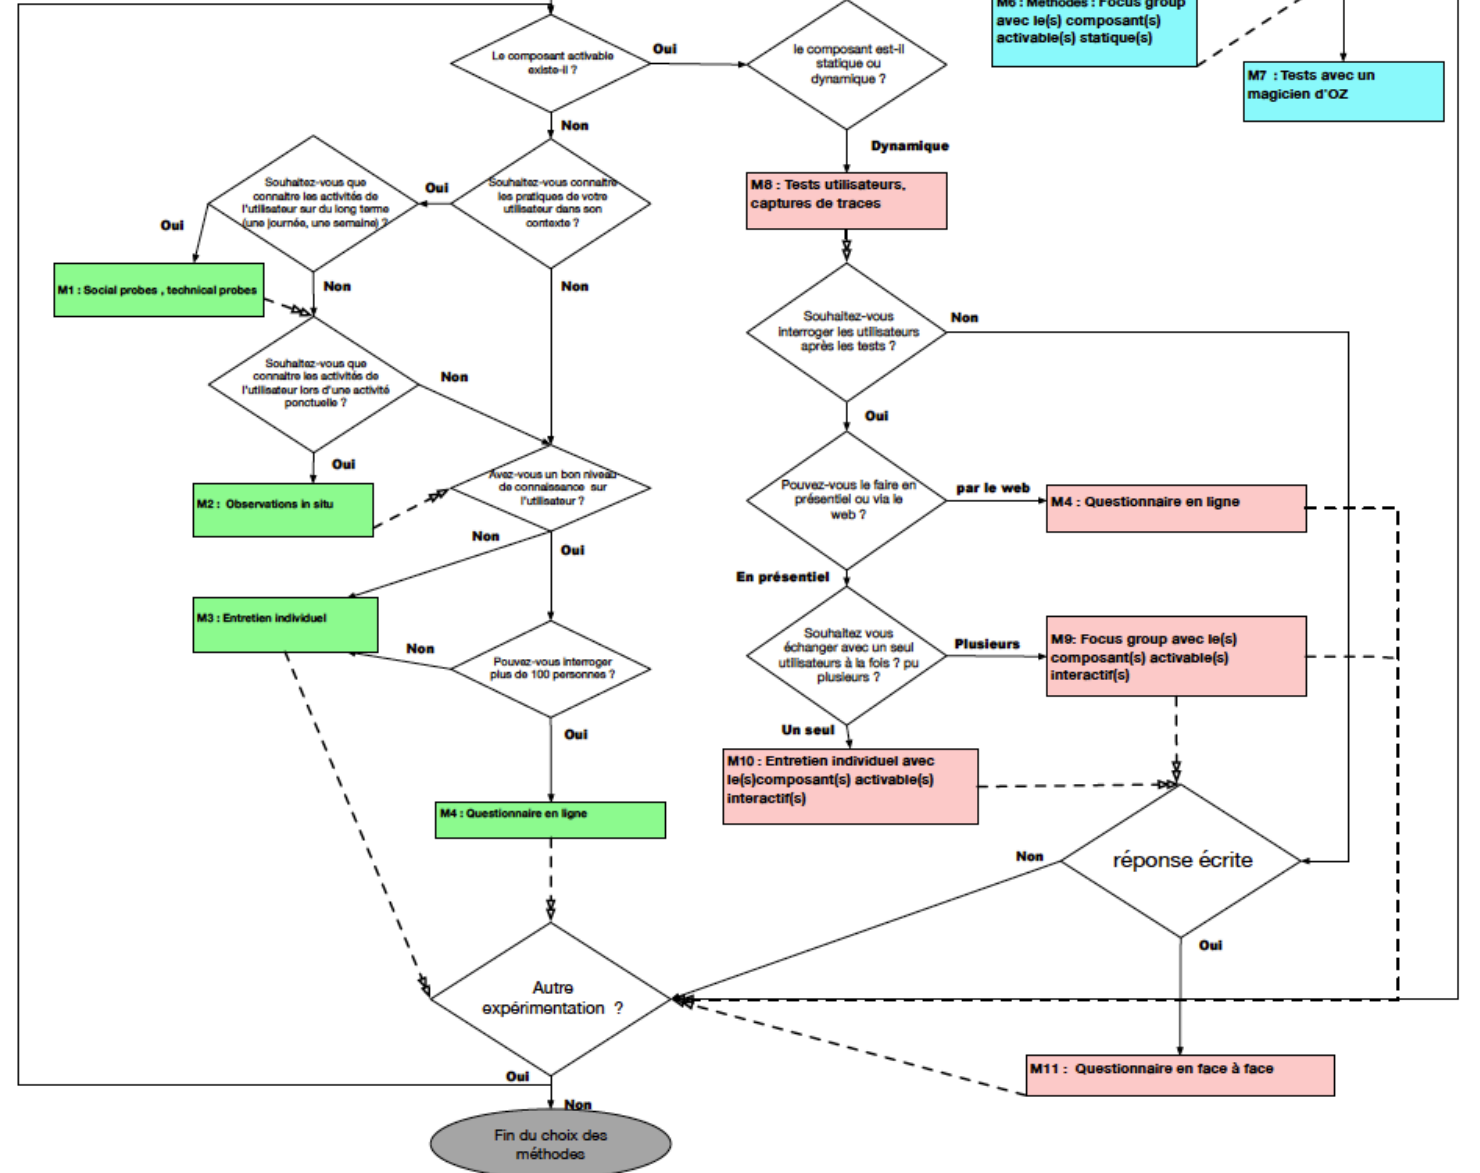 M6 : Méthodes : Focus group
avec le(s) composant(s)
activable(s) statique(s)
M7 : Tests avec un
magicien d'OZ
Le composant activable
existe-il ?
Oui
le composant est-il
statique ou
dynamique ?
Non
Dynamique
Souhaitez-vous que
connaitre les activités de
l'utilisateur sur du long terme
(une journée, une semaine) ?
Oui
Souhaitez-vous connaitre
les pratiques de votre
utilisateur dans son
contexte ?
M8 : Tests utilisateurs,
captures de traces
Oui
M1 : Social probes , technical probes
Non
Non
Souhaitez-vous
interroger les utilisateurs
après les tests ?
Non
Souhaitez-vous que
connaitre les activités de
l'utilisateur lors d'une activité
ponctuelle ?
Non
Oui
Oui
M2 : Observations in situ
Avez-vous un bon niveau
de connaissance sur
l'utilisateur ?
Pouvez-vous le faire en
présentiel ou via le
web ?
par le web
M4 : Questionnaire en ligne
Non
Oui
En présentiel
M3 : Entretien individuel
Non
Pouvez-vous interroger
plus de 100 personnes ?
Souhaitez vous
échanger avec un seul
utilisateurs à la fois ? pu
plusieurs ?
Plusieurs
M9: Focus group avec le(s)
composant(s) activable(s)
interactif(s)
Oui
Un seul
M10 : Entretien individuel avec
le(s)composant(s) activable(s)
interactif(s)
M4 : Questionnaire en ligne
Non
réponse écrite
Oui
Autre
expérimentation ?
M11 : Questionnaire en face à face
Oui
Non
Fin du choix des
méthodes